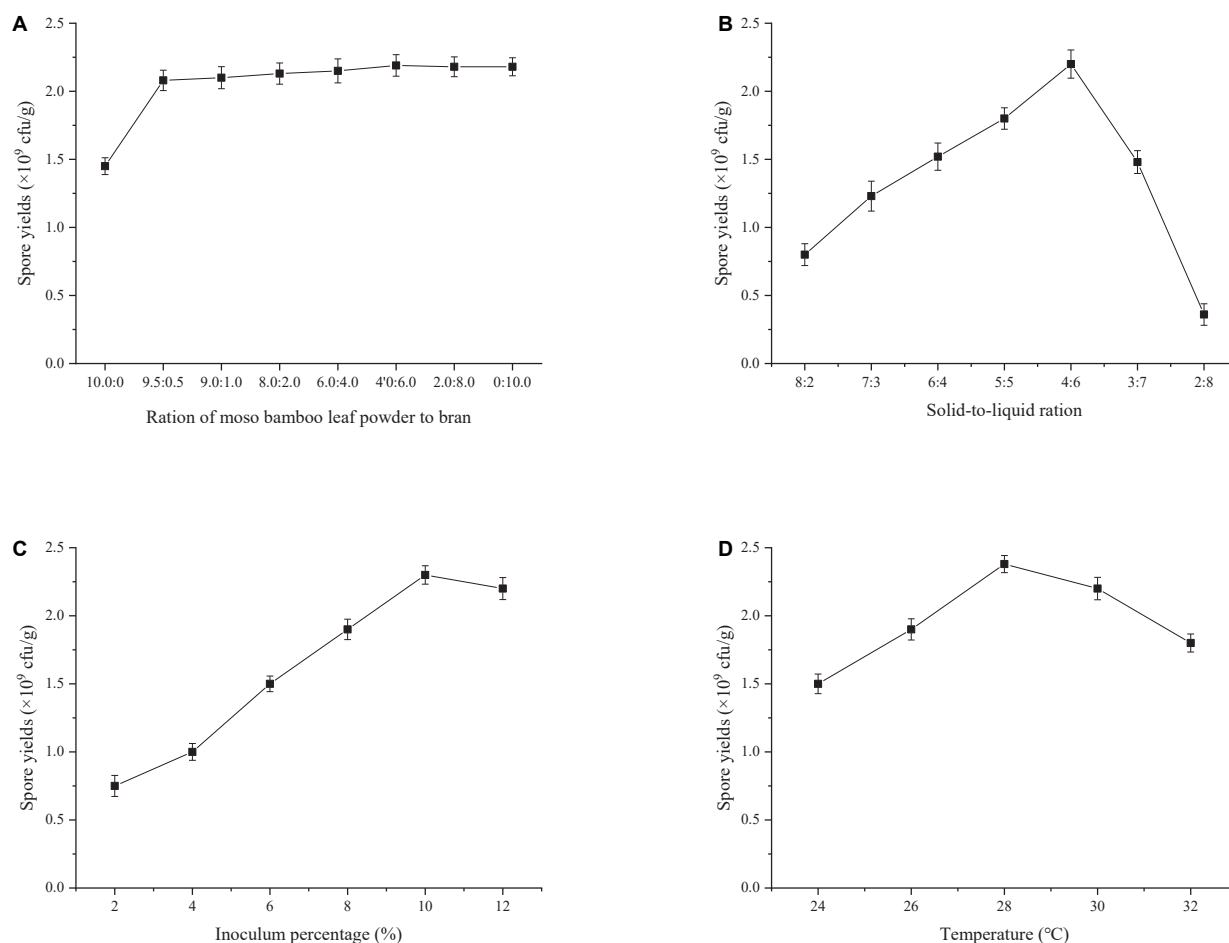 A
Spore yields (×10⁹ cfu/g)
2.5
2.0
1.5
1.0
0.5
0.0
10.0:0 9.5:0.5 9.0:1.0 8.0:2.0 6.0:4.0 4'0:6.0 2.0:8.0 0:10.0
Ration of moso bamboo leaf powder to bran
B
Spore yields (×10⁹ cfu/g)
2.5
2.0
1.5
1.0
0.5
0.0
8:2 7:3 6:4 5:5 4:6 3:7 2:8
Solid-to-liquid ration
C
Spore yields (×10⁹ cfu/g)
2.5
2.0
1.5
1.0
0.5
0.0
2 4 6 8 10 12
Inoculum percentage (%)
D
Spore yields (×10⁹ cfu/g)
2.5
2.0
1.5
1.0
0.5
0.0
24 26 28 30 32
Temperature (℃)